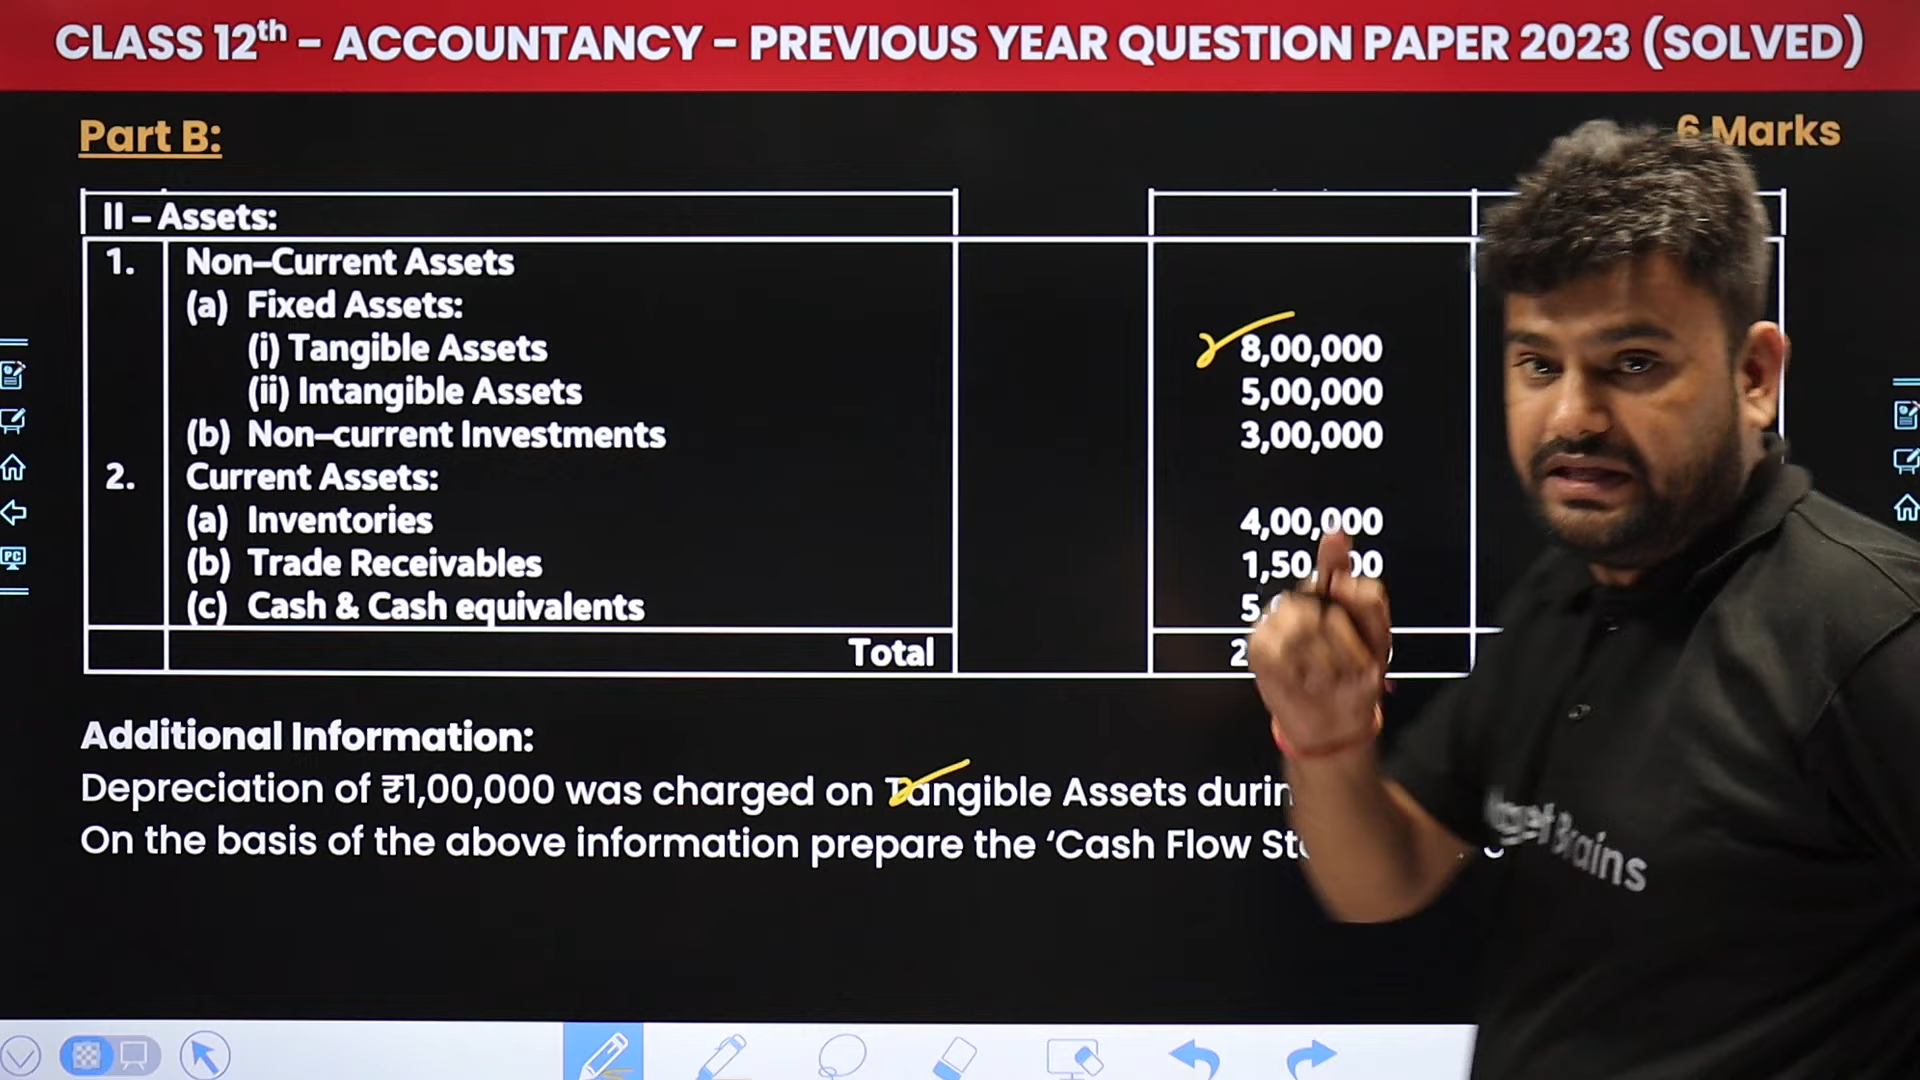 CLASS 12th – ACCOUNTANCY – PREVIOUS YEAR QUESTION PAPER 2023 (SOLVED)
Part B:
6 Marks
II – Assets:
1. Non–Current Assets
(a) Fixed Assets:
(i) Tangible Assets 8,00,000
(ii) Intangible Assets 5,00,000
(b) Non–current Investments 3,00,000
2. Current Assets:
(a) Inventories 4,00,000
(b) Trade Receivables
(c) Cash & Cash equivalents
Total
Additional Information:
Depreciation of ₹1,00,000 was charged on Tangible Assets
On the basis of the above information prepare the ‘Cash Flow
Brains
PC